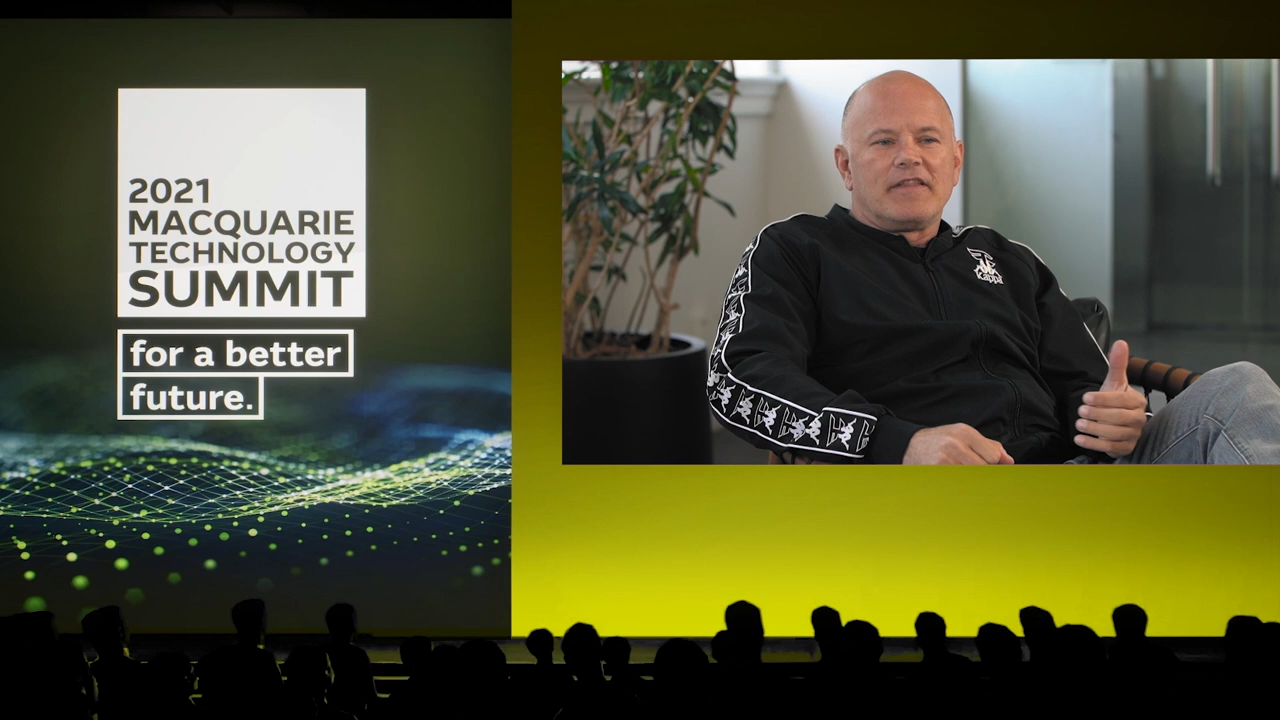 2021
MACQUARIE
TECHNOLOGY
SUMMIT
for a better
future.
Kappa